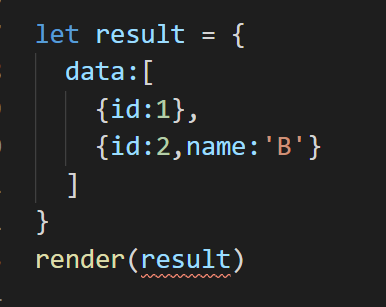 let result = {
data:[
{id:1},
{id:2,name:'B'}
]
}
render(result)